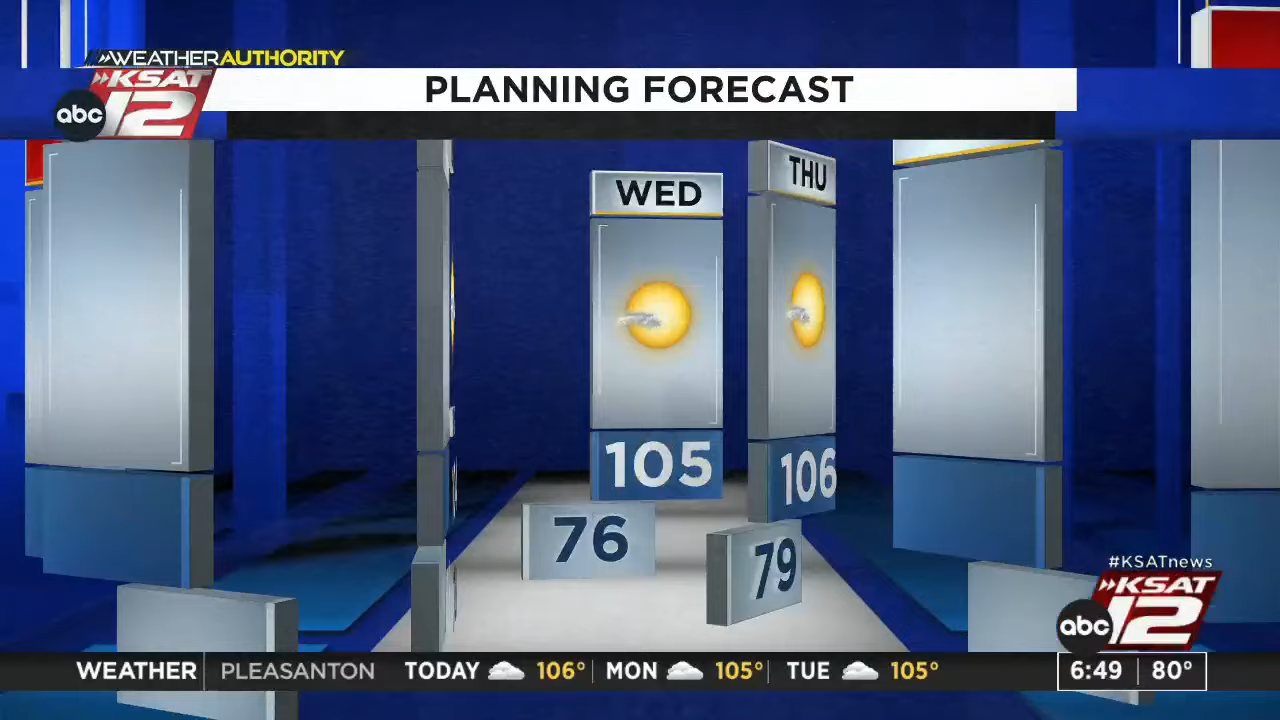 WEATHERAUTHORITY
KSAT
abc 12
PLANNING FORECAST
WED
THU
105
106
76
79
#KSATnews
KSAT
abc 12
WEATHER PLEASANTON TODAY 106° MON 105° TUE 105° 6:49 80°